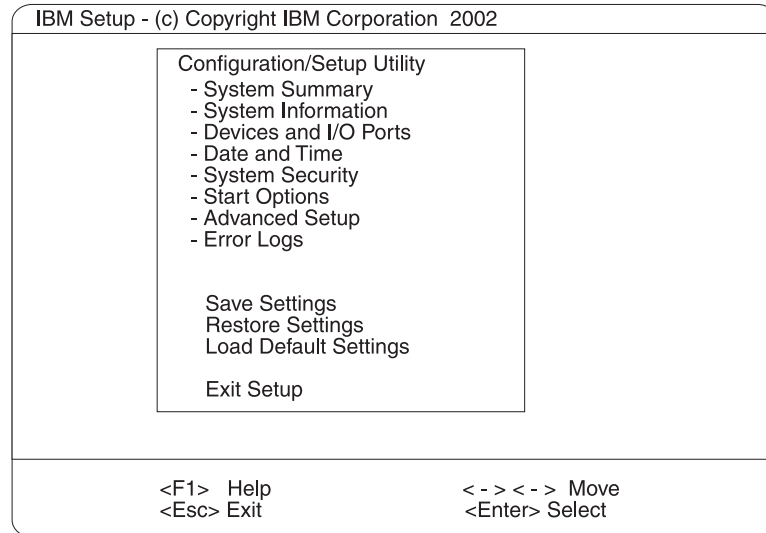 IBM Setup - (c) Copyright IBM Corporation 2002
Configuration/Setup Utility
- System Summary
- System Information
- Devices and I/O Ports
- Date and Time
- System Security
- Start Options
- Advanced Setup
- Error Logs
Save Settings
Restore Settings
Load Default Settings
Exit Setup
<F1> Help < - > < - > Move
<Esc> Exit <Enter> Select